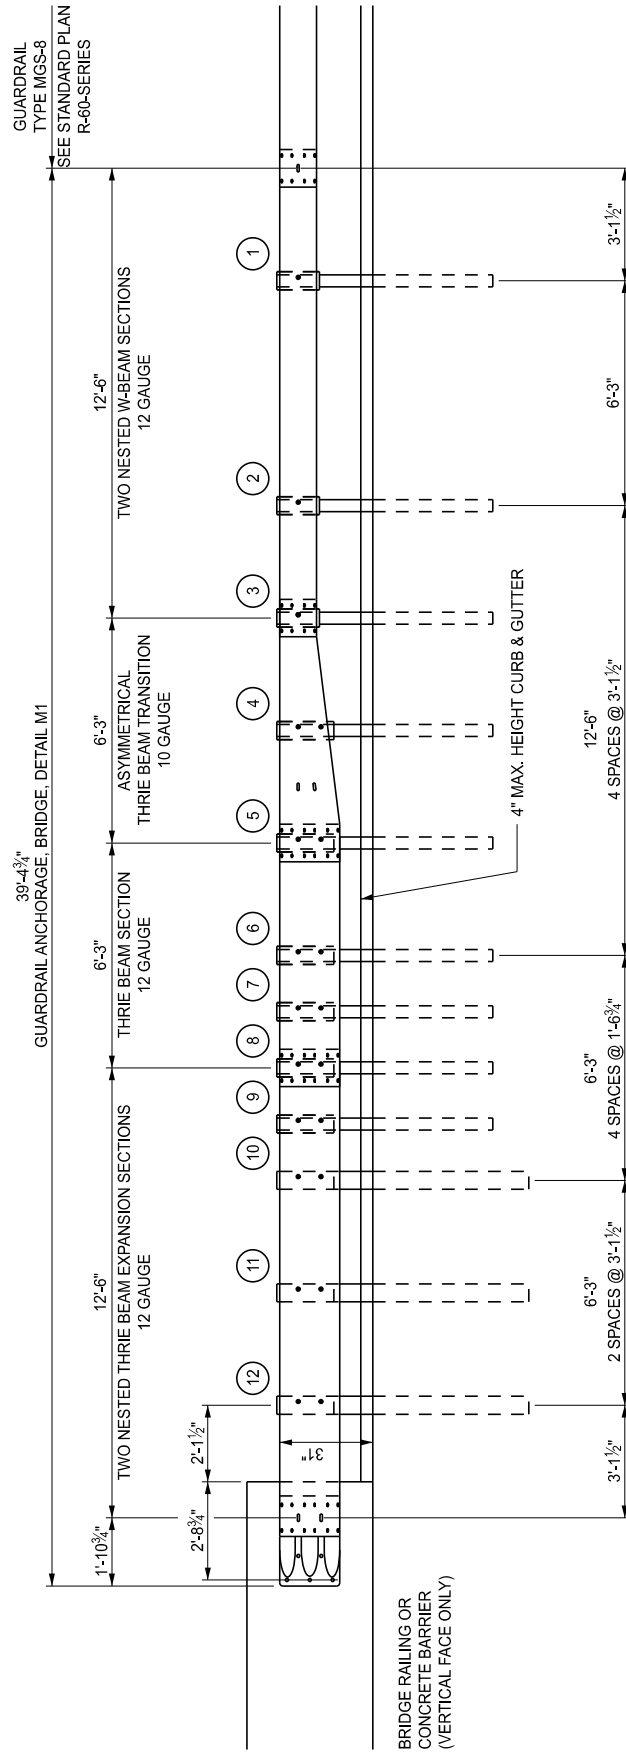 39'-4¾"
GUARDRAIL ANCHORAGE, BRIDGE, DETAIL M1
GUARDRAIL
TYPE MGS-8
SEE STANDARD PLAN
R-60-SERIES
1'-10¾"
12'-6"
TWO NESTED THRIE BEAM EXPANSION SECTIONS
12 GAUGE
6'-3"
THRIE BEAM SECTION
12 GAUGE
6'-3"
ASYMMETRICAL
THRIE BEAM TRANSITION
10 GAUGE
12'-6"
TWO NESTED W-BEAM SECTIONS
12 GAUGE
2'-8¾"
2'-1½"
12
11
10
9
8
7
6
5
4
3
2
1
31"
BRIDGE RAILING OR
CONCRETE BARRIER
(VERTICAL FACE ONLY)
4" MAX. HEIGHT CURB & GUTTER
3'-1½"
6'-3"
2 SPACES @ 3'-1½"
6'-3"
4 SPACES @ 1'-6¾"
12'-6"
4 SPACES @ 3'-1½"
6'-3"
3'-1½"